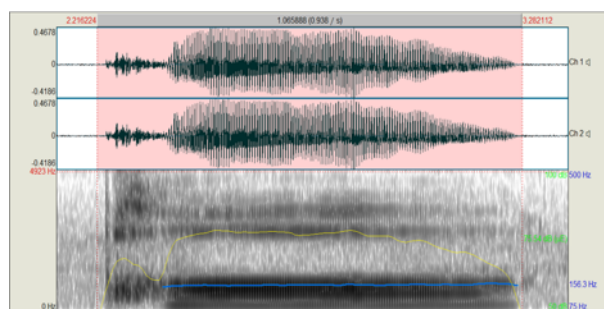 2.216224 1.065888 (0.938 / s) 3.282112
0.4678
0 Ch 1
-0.4186
0.4678
0 Ch 2
-0.4186
4923 Hz 500 Hz
156.3 Hz
0 Hz 75 Hz